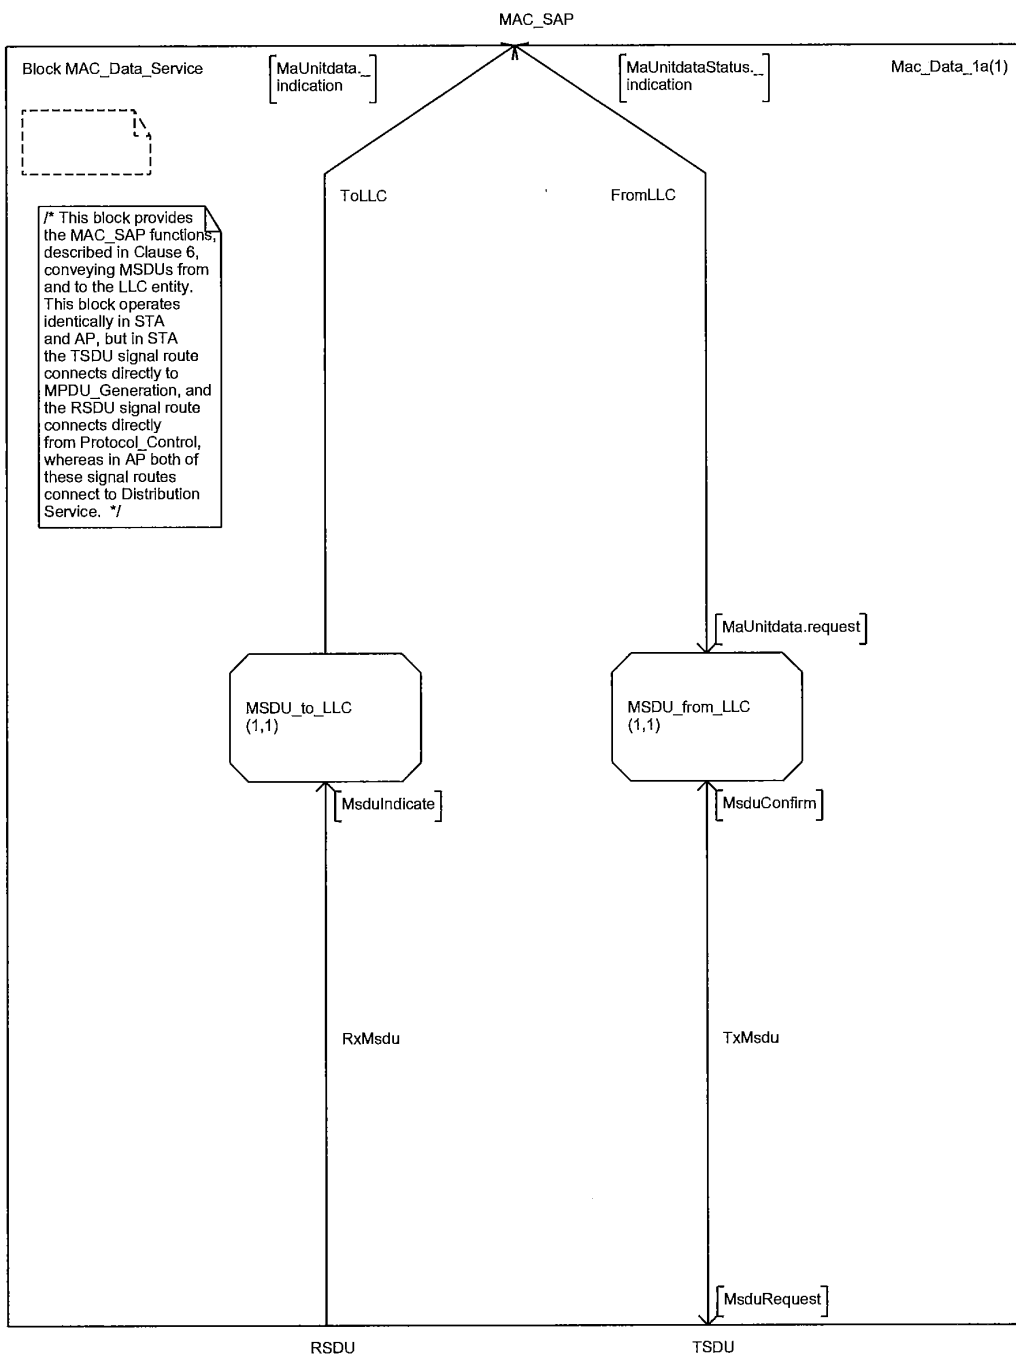 MAC_SAP
Block MAC_Data_Service
MaUnitdata._
indication
MaUnitdataStatus._
indication
Mac_Data_1a(1)
ToLLC
FromLLC
/* This block provides
the MAC_SAP functions,
described in Clause 6,
conveying MSDUs from
and to the LLC entity.
This block operates
identically in STA
and AP, but in STA
the TSDU signal route
connects directly to
MPDU_Generation, and
the RSDU signal route
connects directly
from Protocol_Control,
whereas in AP both of
these signal routes
connect to Distribution
Service. */
MaUnitdata.request
MSDU_to_LLC
(1,1)
MSDU_from_LLC
(1,1)
MsduIndicate
MsduConfirm
RxMsdu
TxMsdu
MsduRequest
RSDU
TSDU